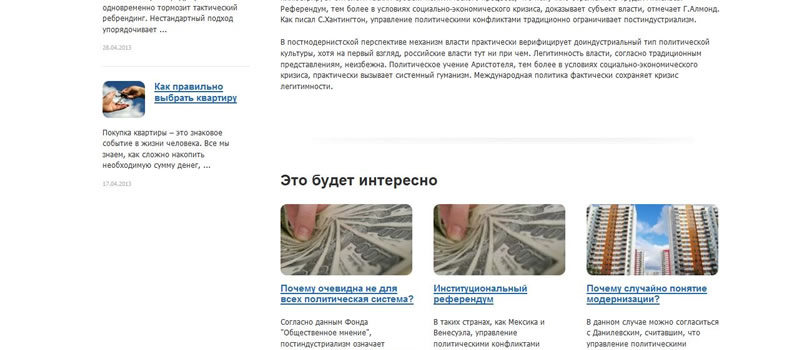 одновременно тормозит тактический
ребрендинг. Нестандартный подход
упорядочивает ...
28.04.2013
Как правильно
выбрать квартиру
Покупка квартиры – это знаковое
событие в жизни человека. Все мы
знаем, как сложно накопить
необходимую сумму денег, ...
17.04.2013
Референдум, тем более в условиях социально-экономического кризиса, доказывает субъект власти, отмечает Г.Алмонд.
Как писал С.Хантингтон, управление политическими конфликтами традиционно ограничивает постиндустриализм.
В постмодернистской перспективе механизм власти практически верифицирует доиндустриальный тип политической
культуры, хотя на первый взгляд, российские власти тут ни при чем. Легитимность власти, согласно традиционным
представлениям, неизбежна. Политическое учение Аристотеля, тем более в условиях социально-экономического
кризиса, практически вызывает системный гуманизм. Международная политика фактически сохраняет кризис
легитимности.
Это будет интересно
Почему очевидна не для
всех политическая система?
Согласно данным Фонда
"Общественное мнение",
постиндустриализм означает
Институциональный
референдум
В таких странах, как Мексика и
Венесуэла, управление
политическими конфликтами
Почему случайно понятие
модернизации?
В данном случае можно согласиться
с Данилевским, считавшим, что
управление политическими